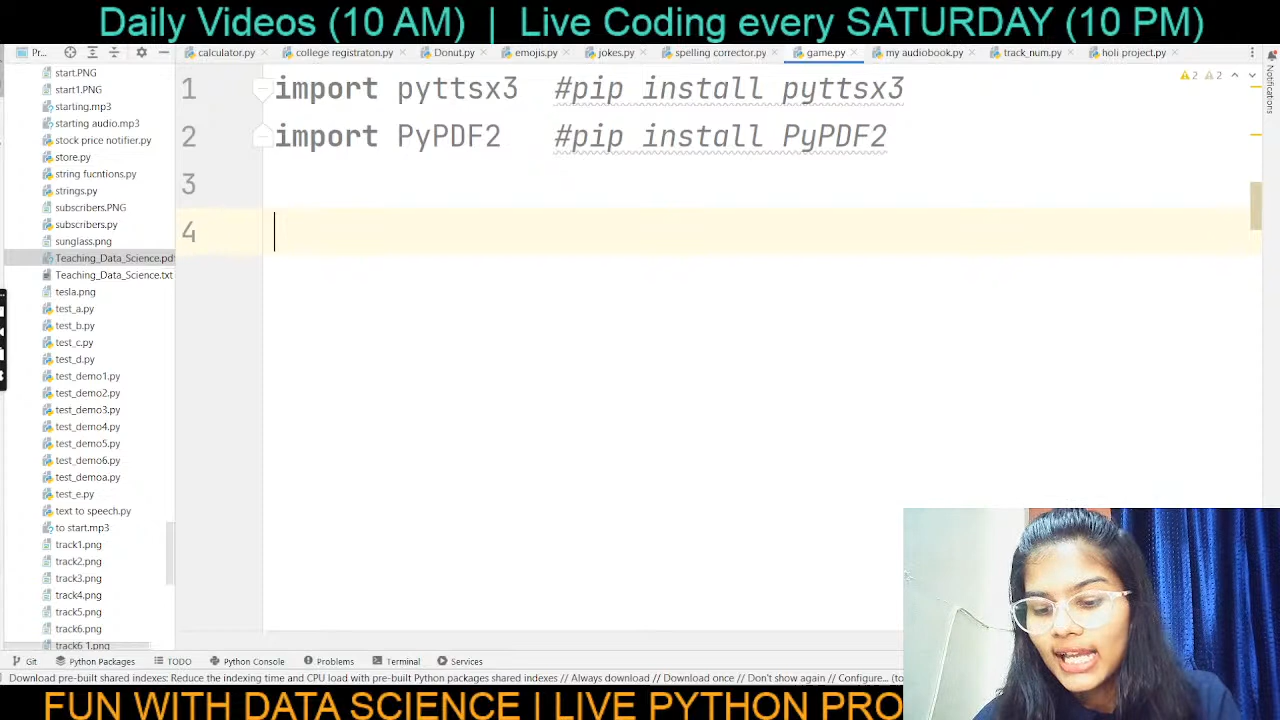 Daily Videos (10 AM) | Live Coding every SATURDAY (10 PM)
Pr...
calculator.py
college registraton.py
Donut.py
emojis.py
jokes.py
spelling corrector.py
game.py
my audiobook.py
track_num.py
holi project.py
1 import pyttsx3 #pip install pyttsx3
2 import PyPDF2 #pip install PyPDF2
3
4
2 2
Notifications
start.PNG
start1.PNG
starting.mp3
starting audio.mp3
stock price notifier.py
store.py
string fucntions.py
strings.py
subscribers.PNG
subscribers.py
sunglass.png
Teaching_Data_Science.pdf
Teaching_Data_Science.txt
tesla.png
test_a.py
test_b.py
test_c.py
test_d.py
test_demo1.py
test_demo2.py
test_demo3.py
test_demo4.py
test_demo5.py
test_demo6.py
test_demoa.py
test_e.py
text to speech.py
to start.mp3
track1.png
track2.png
track3.png
track4.png
track5.png
track6.png
track6 1.png
Git
Python Packages
TODO
Python Console
Problems
Terminal
Services
Download pre-built shared indexes: Reduce the indexing time and CPU load with pre-built Python packages shared indexes // Always download // Download once // Don't show again // Configure... (to
FUN WITH DATA SCIENCE | LIVE PYTHON PRO